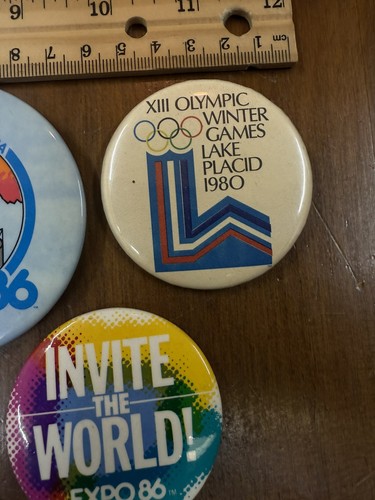 9 10 11 12
8 7 6 5 4 3 2 1 cm
XIII OLYMPIC
WINTER
GAMES
LAKE
PLACID
1980
86
INVITE
THE
WORLD!
EXPO 86™